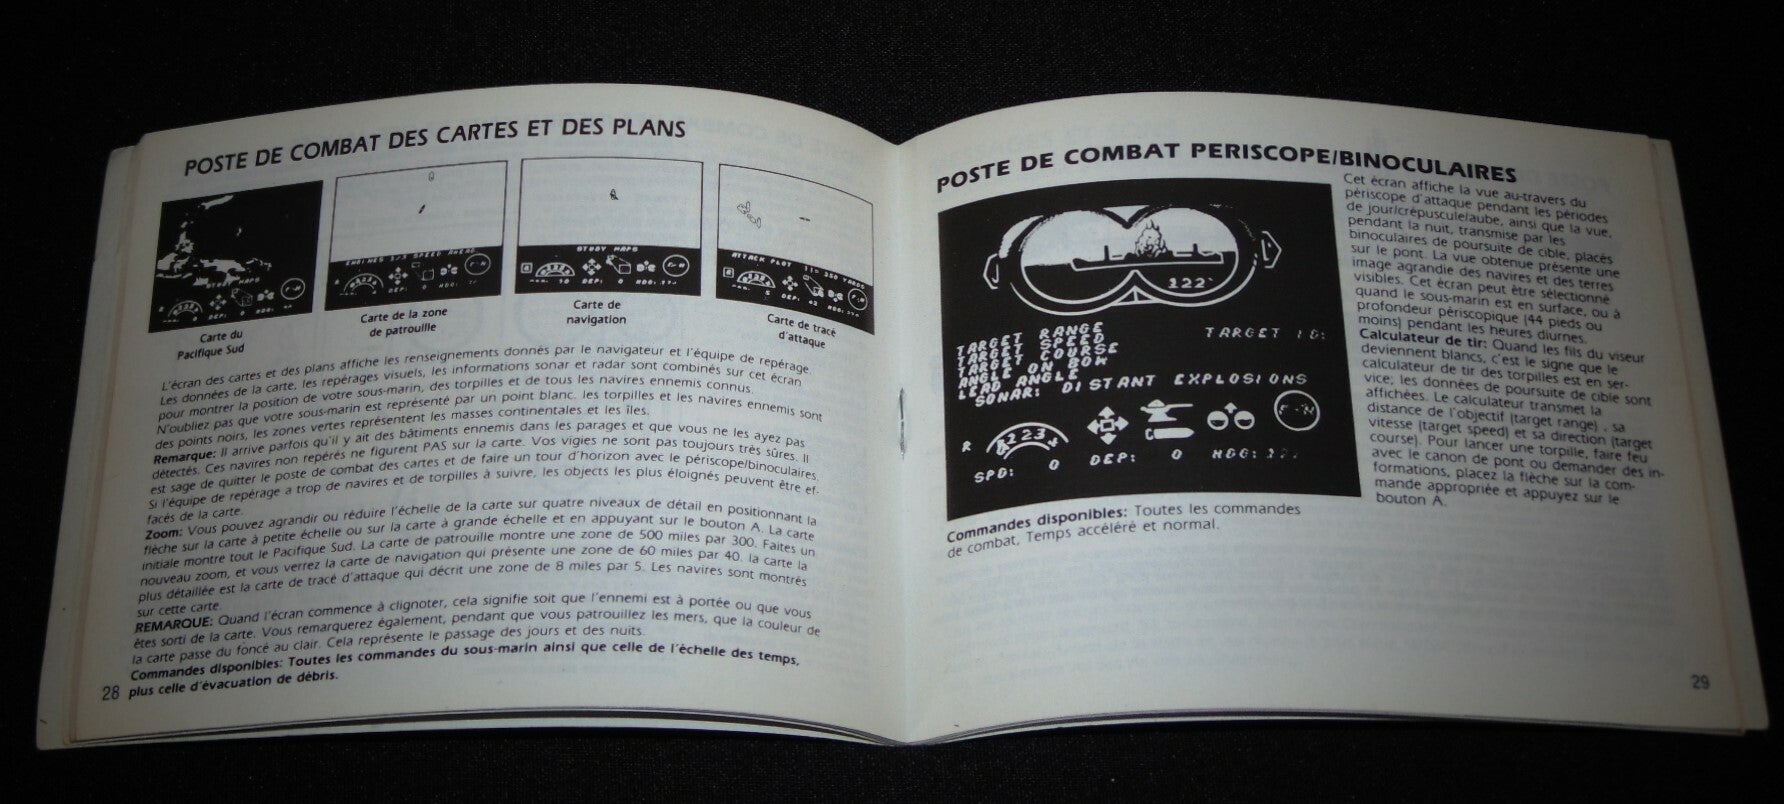 POSTE DE COMBAT DES CARTES ET DES PLANS
STUDY MAPS
ENGINES 1/3 SPEED AHEAD
STUDY MAPS
ATTACK PLOT
350 YARDS
DEP: 0 HDG:
DEP: 0 HDG:
DEP: 0 HDG:
DEP: 42 HDG:
Carte du
Pacifique Sud
Carte de la zone
de patrouille
Carte de
navigation
Carte de tracé
d'attaque
L'écran des cartes et des plans affiche les renseignements donnés par le navigateur et l'équipe de repérage.
Les données de la carte, les repérages visuels, les informations sonar et radar sont combinés sur cet écran
pour montrer la position de votre sous-marin, des torpilles et de tous les navires ennemis connus.
N'oubliez pas que votre sous-marin est représenté par un point blanc, les torpilles et les navires ennemis sont
des points noirs, les zones vertes représentent les masses continentales et les îles.
Remarque: Il arrive parfois qu'il y ait des bâtiments ennemis dans les parages et que vous ne les ayez pas
détectés. Ces navires non repérés ne figurent PAS sur la carte. Vos vigies ne sont pas toujours très sûres. Il
est sage de quitter le poste de combat des cartes et de faire un tour d'horizon avec le périscope/binoculaires.
Si l'équipe de repérage a trop de navires et de torpilles à suivre, les objects les plus éloignés peuvent être ef-
facés de la carte.
Zoom: Vous pouvez agrandir ou réduire l'échelle de la carte sur quatre niveaux de détail en positionnant la
flèche sur la carte à petite échelle ou sur la carte à grande échelle et en appuyant sur le bouton A. La carte
initiale montre tout le Pacifique Sud. La carte de patrouille montre une zone de 500 miles par 300. Faites un
nouveau zoom, et vous verrez la carte de navigation qui présente une zone de 60 miles par 40. la carte la
plus détaillée est la carte de tracé d'attaque qui décrit une zone de 8 miles par 5. Les navires sont montrés
sur cette carte.
REMARQUE: Quand l'écran commence à clignoter, cela signifie soit que l'ennemi est à portée ou que vous
êtes sorti de la carte. Vous remarquerez également, pendant que vous patrouillez les mers, que la couleur de
la carte passe du foncé au clair. Cela représente le passage des jours et des nuits.
Commandes disponibles: Toutes les commandes du sous-marin ainsi que celle de l'échelle des temps,
plus celle d'évacuation de débris.
28
POSTE DE COMBAT PERISCOPE/BINOCULAIRES
122°
TARGET RANGE
TARGET SPEED
TARGET COURSE
ANGLE ON BOW
LEAD ANGLE
TARGET ID:
SONAR: DISTANT EXPLOSIONS
R
SPD: 0 DEP: 0 HDG:
Commandes disponibles: Toutes les commandes
de combat, Temps accéléré et normal.
Cet écran affiche la vue au-travers du
périscope d'attaque pendant les périodes
de jour/crépuscule/aube, ainsi que la vue,
pendant la nuit, transmise par les
binoculaires de poursuite de cible, placés
sur le pont. La vue obtenue présente une
image agrandie des navires et des terres
visibles. Cet écran peut être sélectionné
quand le sous-marin est en surface, ou à
profondeur périscopique (44 pieds ou
moins) pendant les heures diurnes.
Calculateur de tir: Quand les fils du viseur
deviennent blancs, c'est le signe que le
calculateur de tir des torpilles est en ser-
vice; les données de poursuite de cible sont
affichées. Le calculateur transmet la
distance de l'objectif (target range) , sa
vitesse (target speed) et sa direction (target
course). Pour lancer une torpille, faire feu
avec le canon de pont ou demander des in-
formations, placez la flèche sur la com-
mande appropriée et appuyez sur le
bouton A.
29